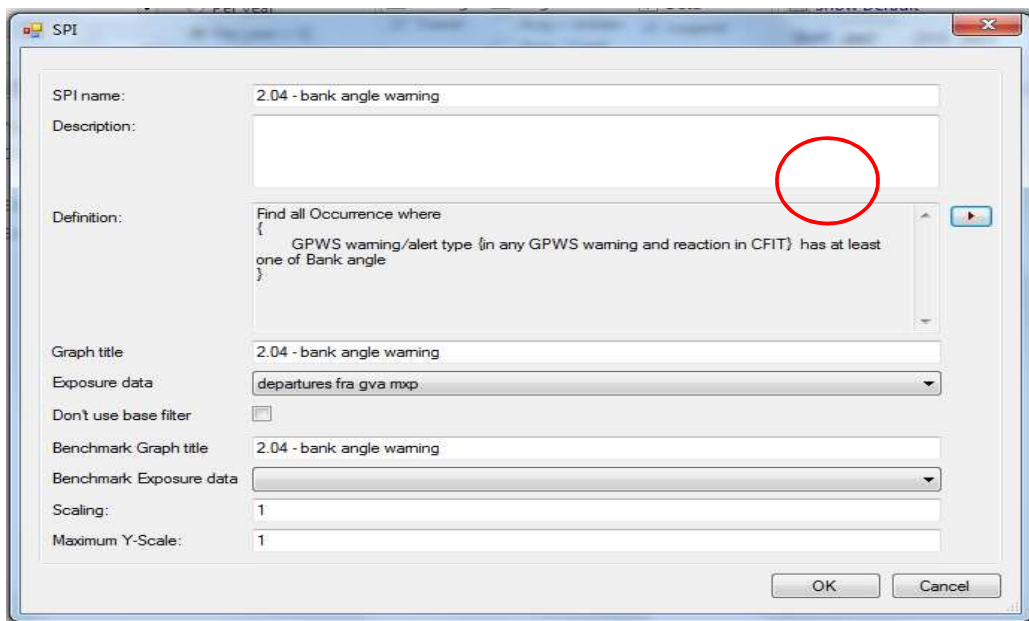 SPI
SPI name: 2.04 - bank angle warning
Description:
Definition: Find all Occurrence where
{
GPWS warning/alert type {in any GPWS warning and reaction in CFIT} has at least
one of Bank angle
}
Graph title 2.04 - bank angle warning
Exposure data departures fra gva mxp
Don't use base filter
Benchmark Graph title 2.04 - bank angle warning
Benchmark Exposure data
Scaling: 1
Maximum Y-Scale: 1
OK Cancel